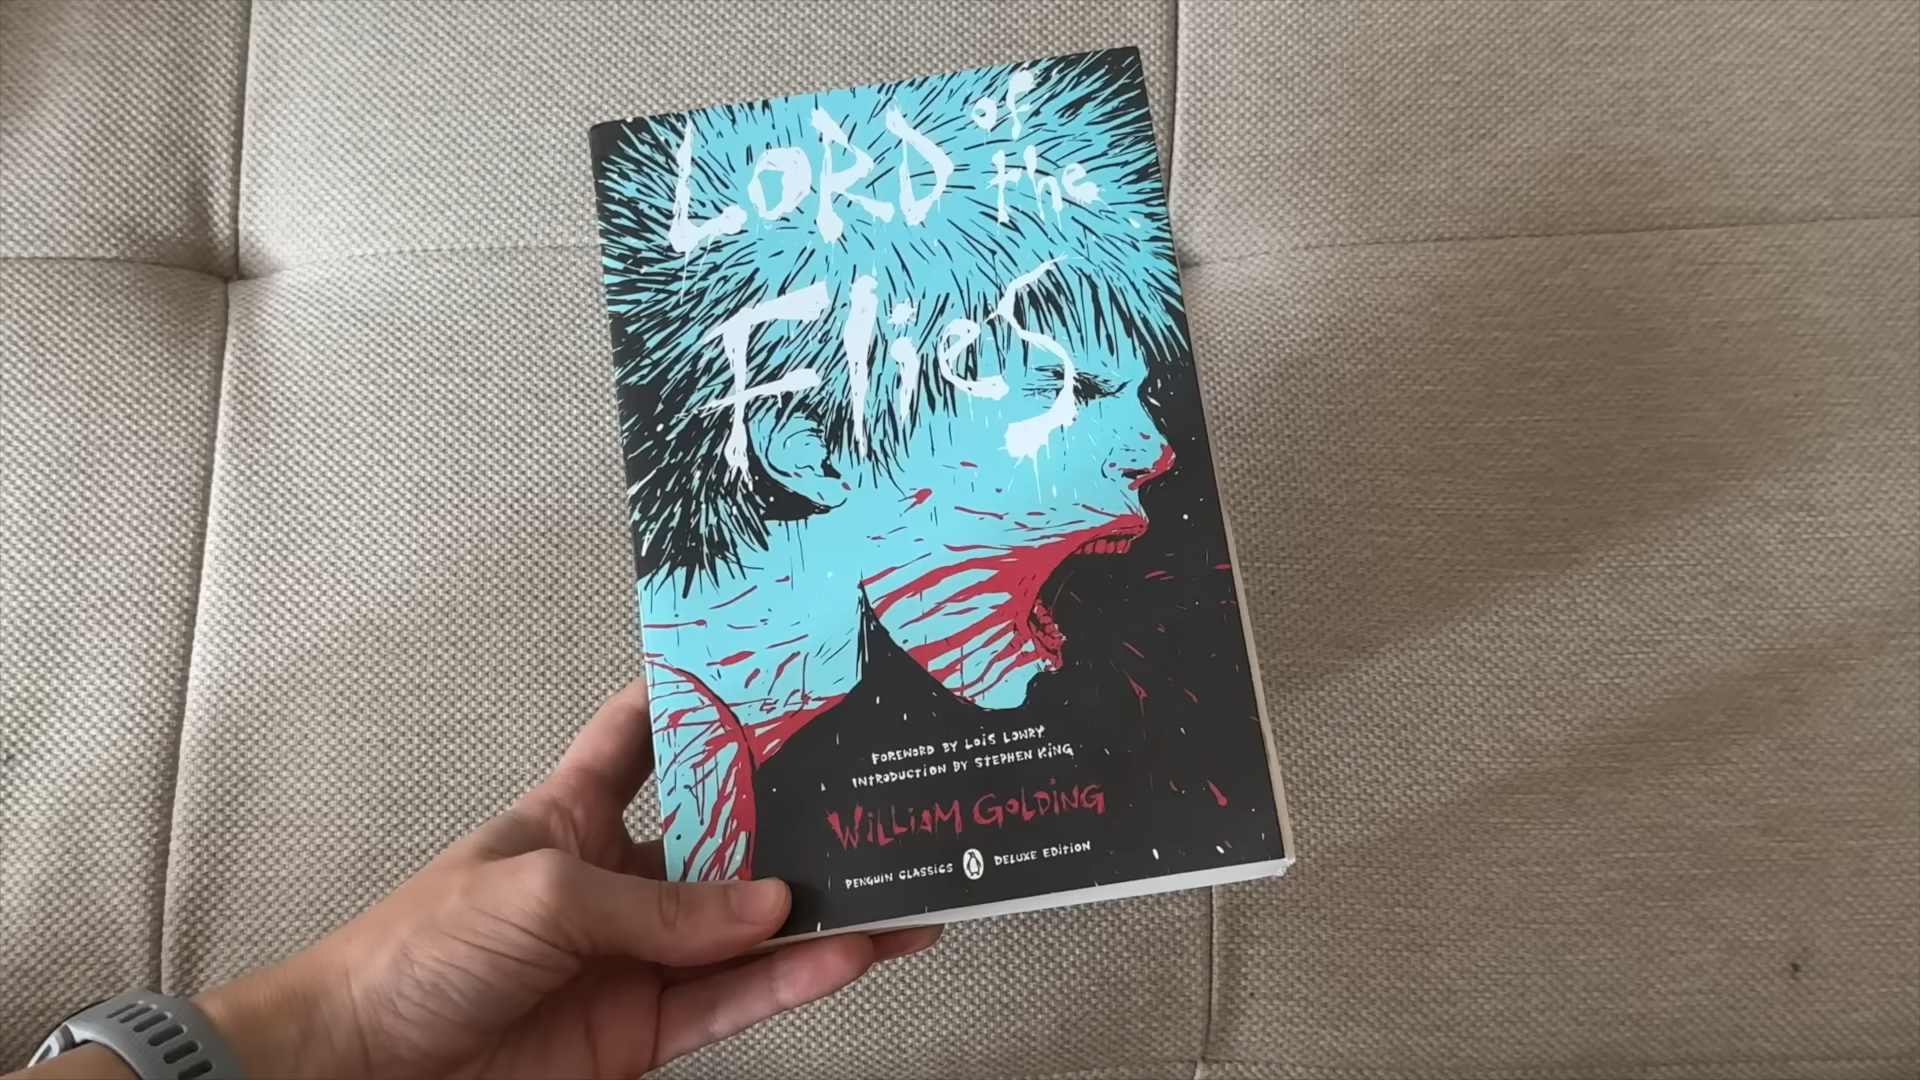 LORD of the
Flies
FOREWORD BY LOIS LOWRY
INTRODUCTION BY STEPHEN KING
WILLIAM GOLDING
PENGUIN CLASSICS DELUXE EDITION